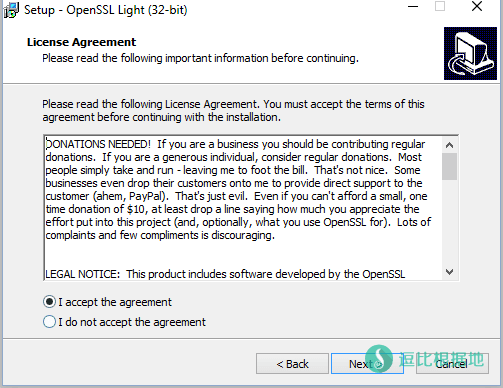 Setup - OpenSSL Light (32-bit)
License Agreement
Please read the following important information before continuing.
Please read the following License Agreement. You must accept the terms of this
agreement before continuing with the installation.
DONATIONS NEEDED!  If you are a business you should be contributing regular
donations.  If you are a generous individual, consider regular donations.  Most
people simply take and run - leaving me to foot the bill.  That's not nice.  Some
businesses even drop their customers onto me to provide direct support to the
customer (ahem, PayPal).  That's just evil.  Even if you can't afford a small, one
time donation of $10, at least drop a line saying how much you appreciate the
effort put into this project (and, optionally, what you use OpenSSL for).  Lots of
complaints and few compliments is discouraging.
LEGAL NOTICE:  This product includes software developed by the OpenSSL
I accept the agreement
I do not accept the agreement
< Back
Next >
Cancel
逗比根据地